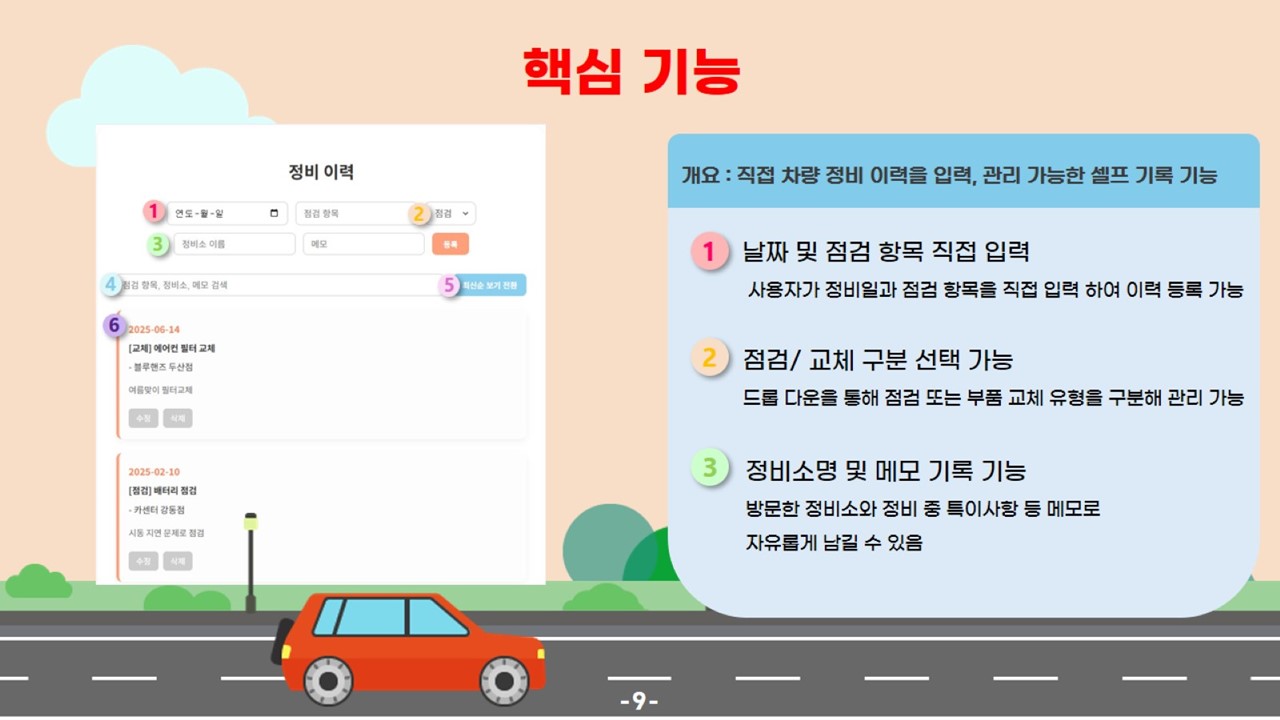 핵심 기능
정비 이력
1 연도-월-일 점검 항목 2 점검
3 정비소 이름 메모 등록
4 점검 항목, 정비소, 메모 검색 5 최신순 보기 전환
6
2025-06-14
[교체] 에어컨 필터 교체
- 블루핸즈 두산점
여름맞이 필터교체
수정 삭제
2025-02-10
[점검] 배터리 점검
- 카센터 강동점
시동 지연 문제로 점검
수정 삭제
개요 : 직접 차량 정비 이력을 입력, 관리 가능한 셀프 기록 기능
1 날짜 및 점검 항목 직접 입력
사용자가 정비일과 점검 항목을 직접 입력 하여 이력 등록 가능
2 점검/ 교체 구분 선택 가능
드롭 다운을 통해 점검 또는 부품 교체 유형을 구분해 관리 가능
3 정비소명 및 메모 기록 기능
방문한 정비소와 정비 중 특이사항 등 메모로
자유롭게 남길 수 있음
-9-